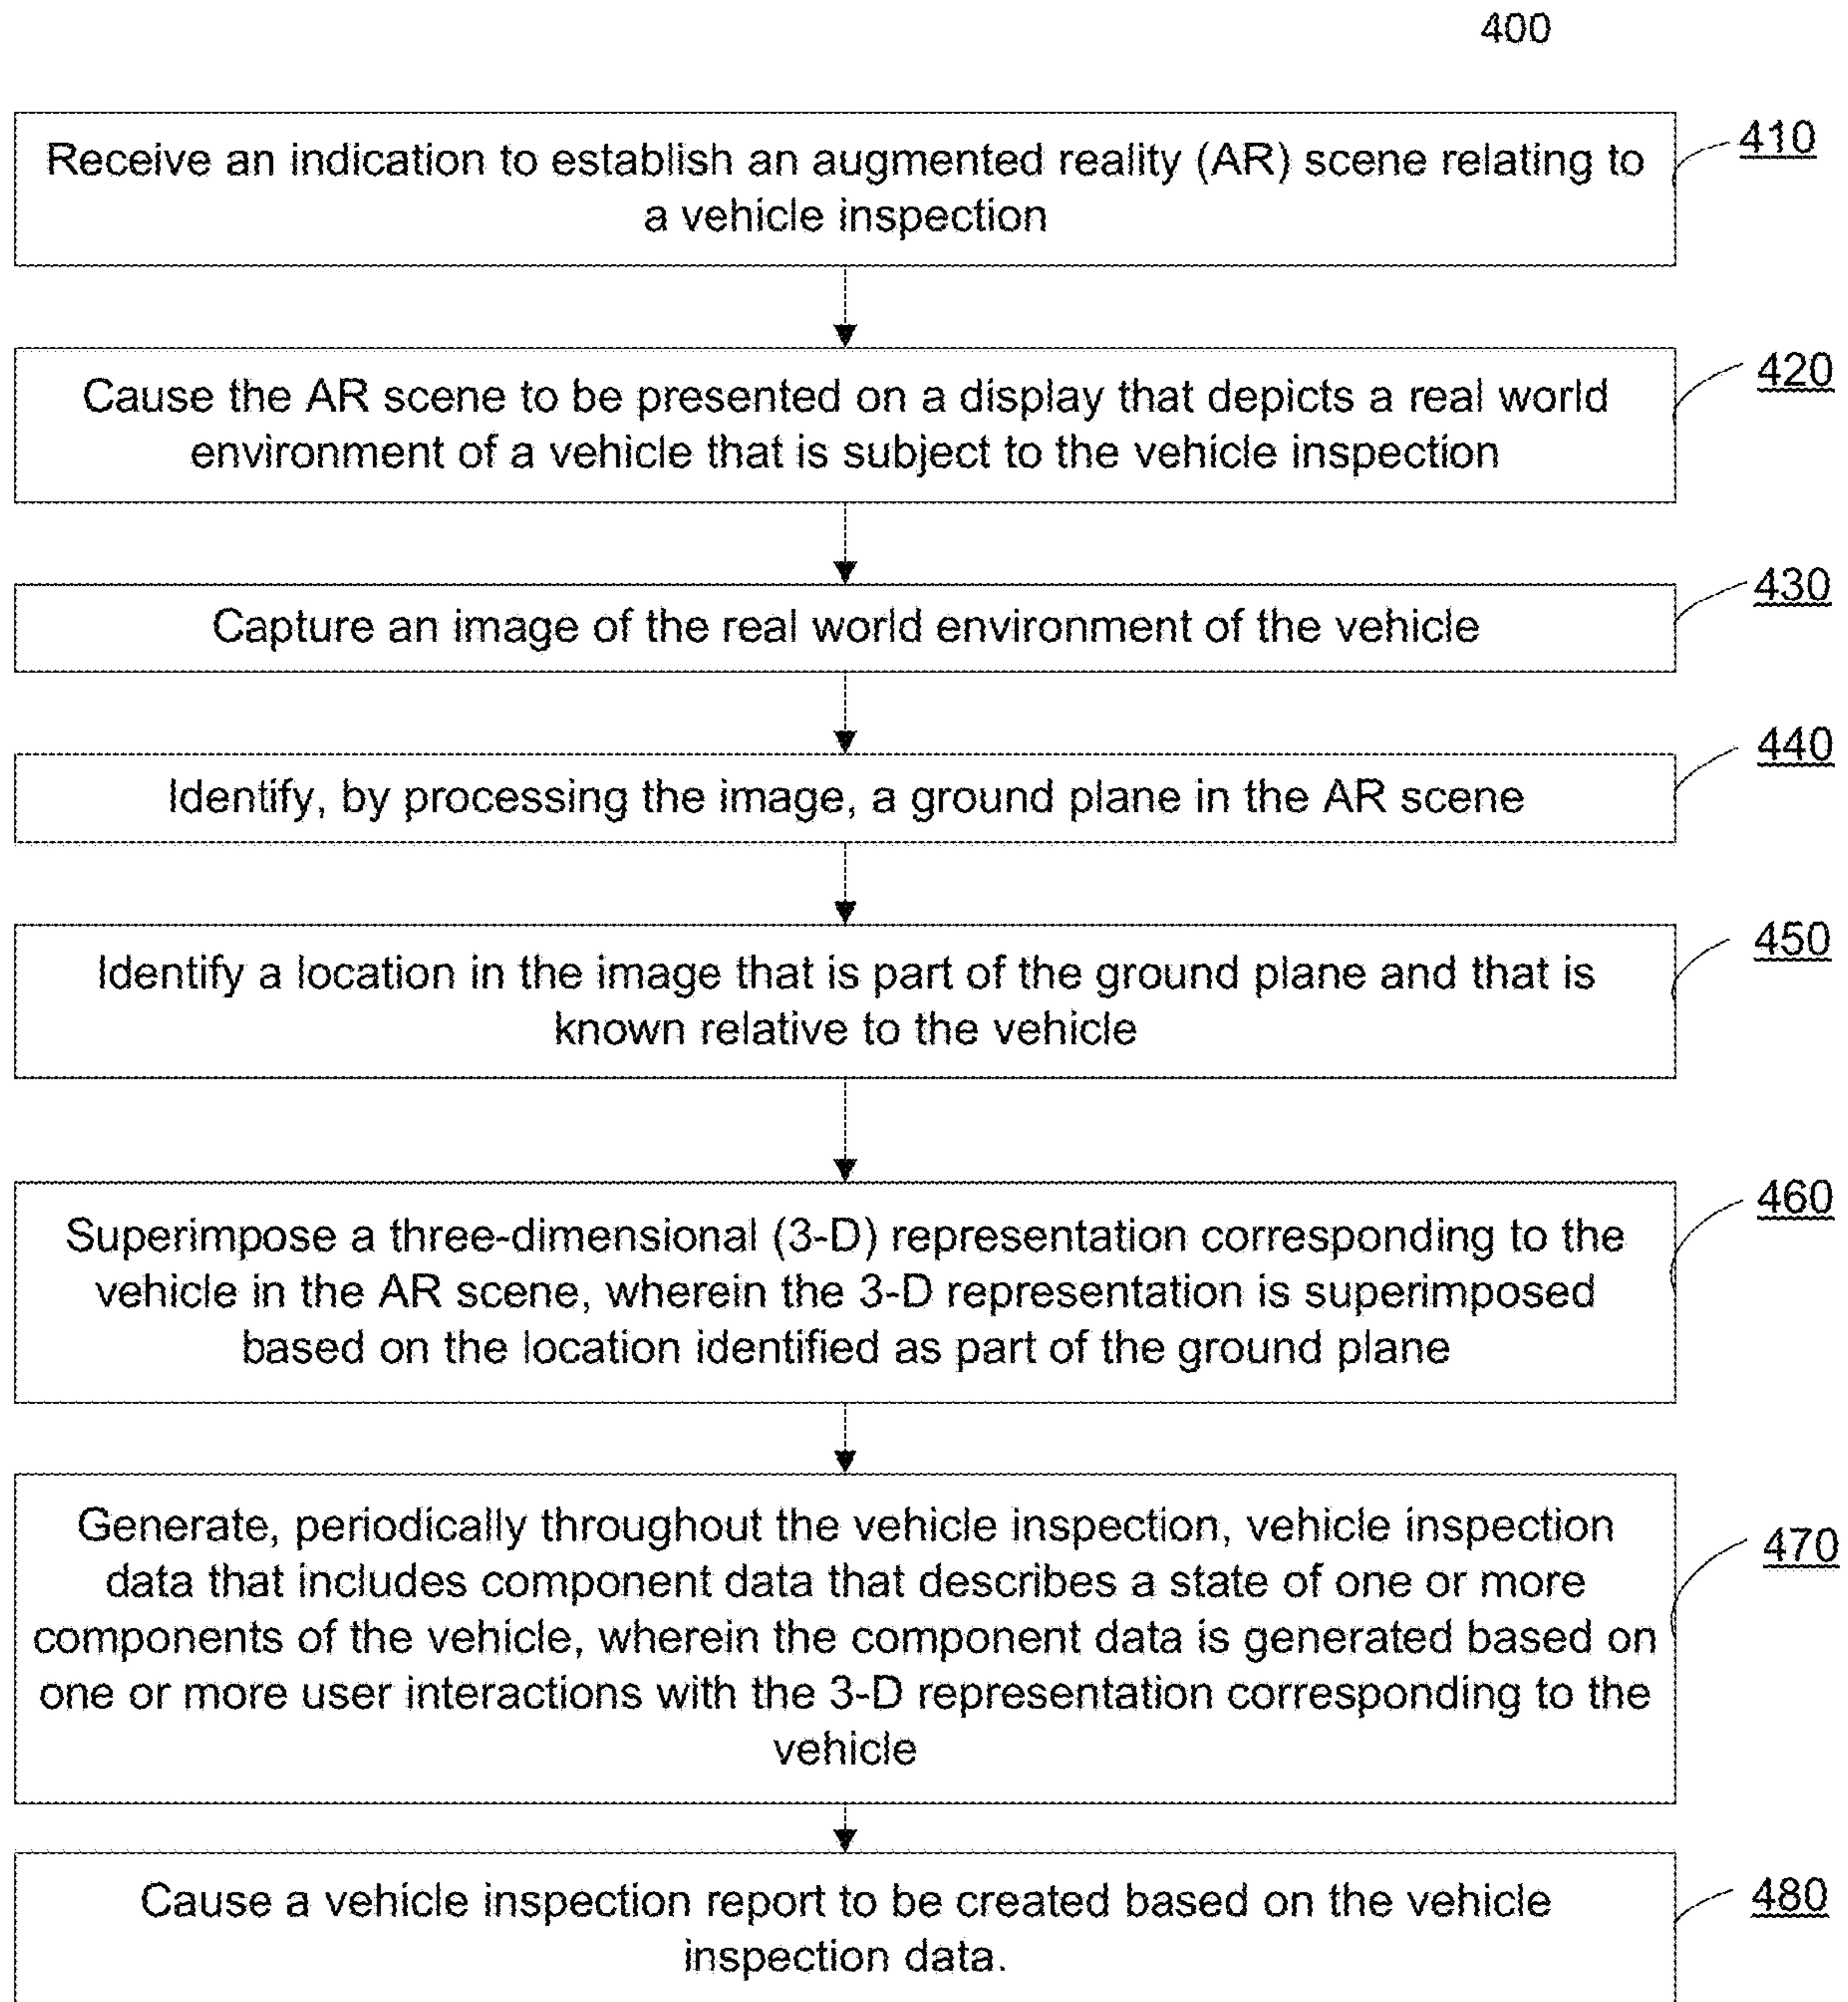 400
Receive an indication to establish an augmented reality (AR) scene relating to
a vehicle inspection
410
Cause the AR scene to be presented on a display that depicts a real world
environment of a vehicle that is subject to the vehicle inspection
420
Capture an image of the real world environment of the vehicle
430
Identify, by processing the image, a ground plane in the AR scene
440
Identify a location in the image that is part of the ground plane and that is
known relative to the vehicle
450
Superimpose a three-dimensional (3-D) representation corresponding to the
vehicle in the AR scene, wherein the 3-D representation is superimposed
based on the location identified as part of the ground plane
460
Generate, periodically throughout the vehicle inspection, vehicle inspection
data that includes component data that describes a state of one or more
components of the vehicle, wherein the component data is generated based on
one or more user interactions with the 3-D representation corresponding to the
vehicle
470
Cause a vehicle inspection report to be created based on the vehicle
inspection data.
480